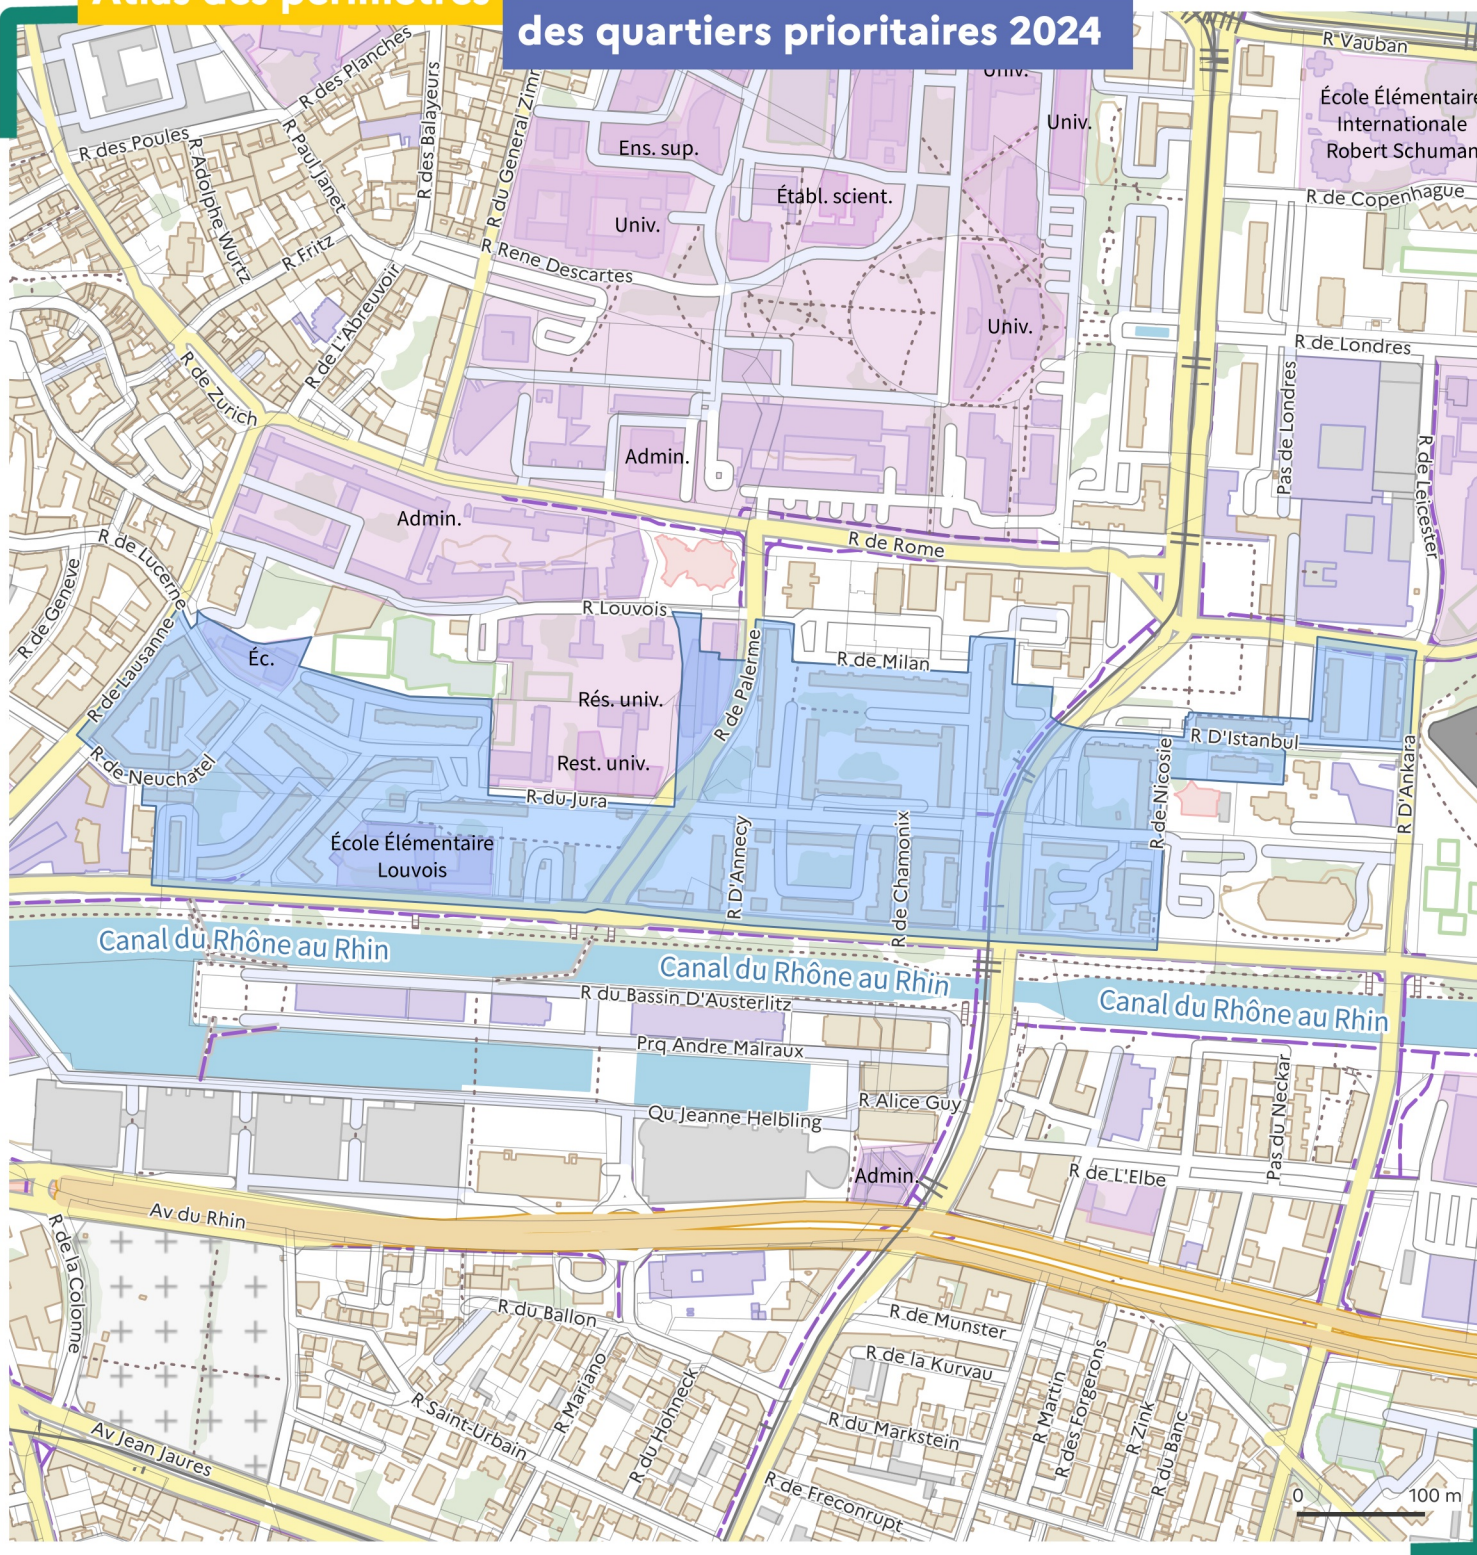 Atlas des périmètres
des quartiers prioritaires 2024
R Vauban
R des Planches
Univ.
École Élémentaire
Internationale
Robert Schuman
R des Poules
R Adolphe Wurtz
R Paul Janet
R des Balayeurs
R du General Zimm
Ens. sup.
Univ.
Établ. scient.
Univ.
R de Copenhague
R Fritz
R Rene Descartes
R de L'Abreuvoir
Univ.
R de Londres
R de Zurich
Pas de Londres
R de Leicester
Admin.
Admin.
R de Rome
R de Lucerne
R de Geneve
R Louvois
Éc.
R de Lausanne
Rés. univ.
R de Palerme
R de Milan
R D'Istanbul
R de Neuchatel
Rest. univ.
R du Jura
R de Nicosie
R D'Ankara
École Élémentaire
Louvois
R D'Annecy
R de Chamonix
Canal du Rhône au Rhin
Canal du Rhône au Rhin
Canal du Rhône au Rhin
R du Bassin D'Austerlitz
Prq Andre Malraux
R Alice Guy
Qu Jeanne Helbling
Pas du Neckar
Admin.
R de L'Elbe
Av du Rhin
R de la Colonne
R du Ballon
R de Munster
R de la Kurvau
R Mariano
R du Hohneck
R Saint-Urbain
R du Markstein
R Martin
R des Forgerons
R Zink
R du Banc
Av Jean Jaures
R de Freconrupt
0 100 m